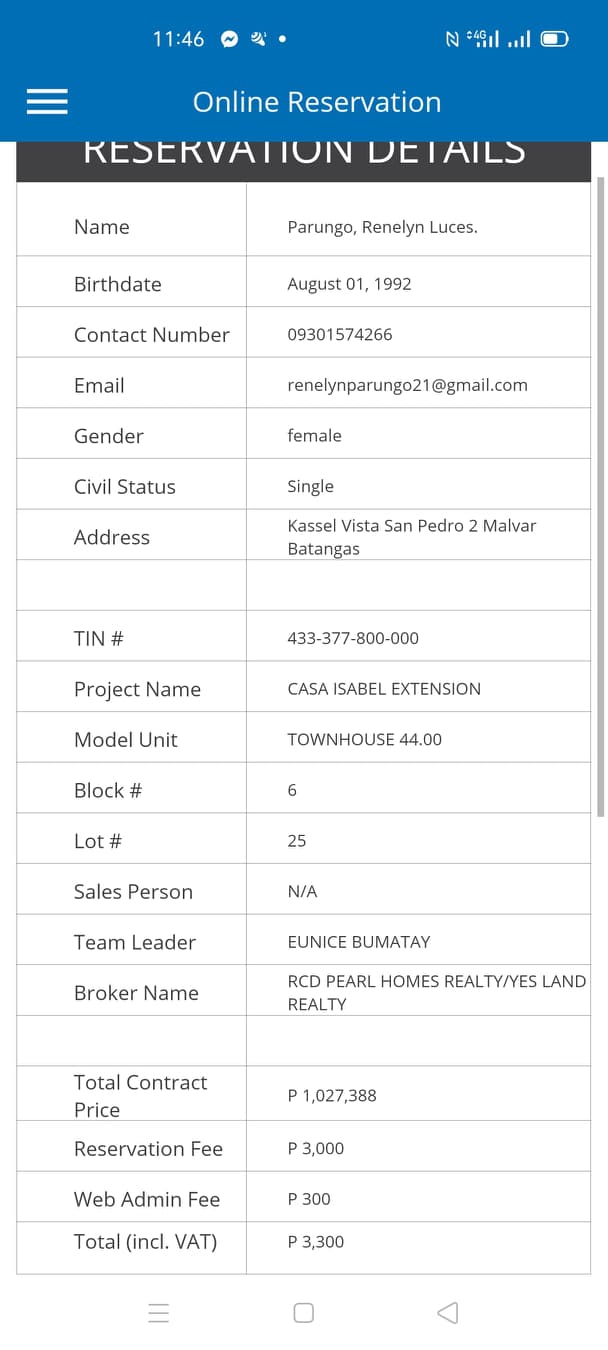 11:46
4G
Online Reservation
RESERVATION DETAILS
Name Parungo, Renelyn Luces.
Birthdate August 01, 1992
Contact Number 09301574266
Email renelynparungo21@gmail.com
Gender female
Civil Status Single
Address Kassel Vista San Pedro 2 Malvar
Batangas
TIN # 433-377-800-000
Project Name CASA ISABEL EXTENSION
Model Unit TOWNHOUSE 44.00
Block # 6
Lot # 25
Sales Person N/A
Team Leader EUNICE BUMATAY
Broker Name RCD PEARL HOMES REALTY/YES LAND
REALTY
Total Contract
Price P 1,027,388
Reservation Fee P 3,000
Web Admin Fee P 300
Total (incl. VAT) P 3,300